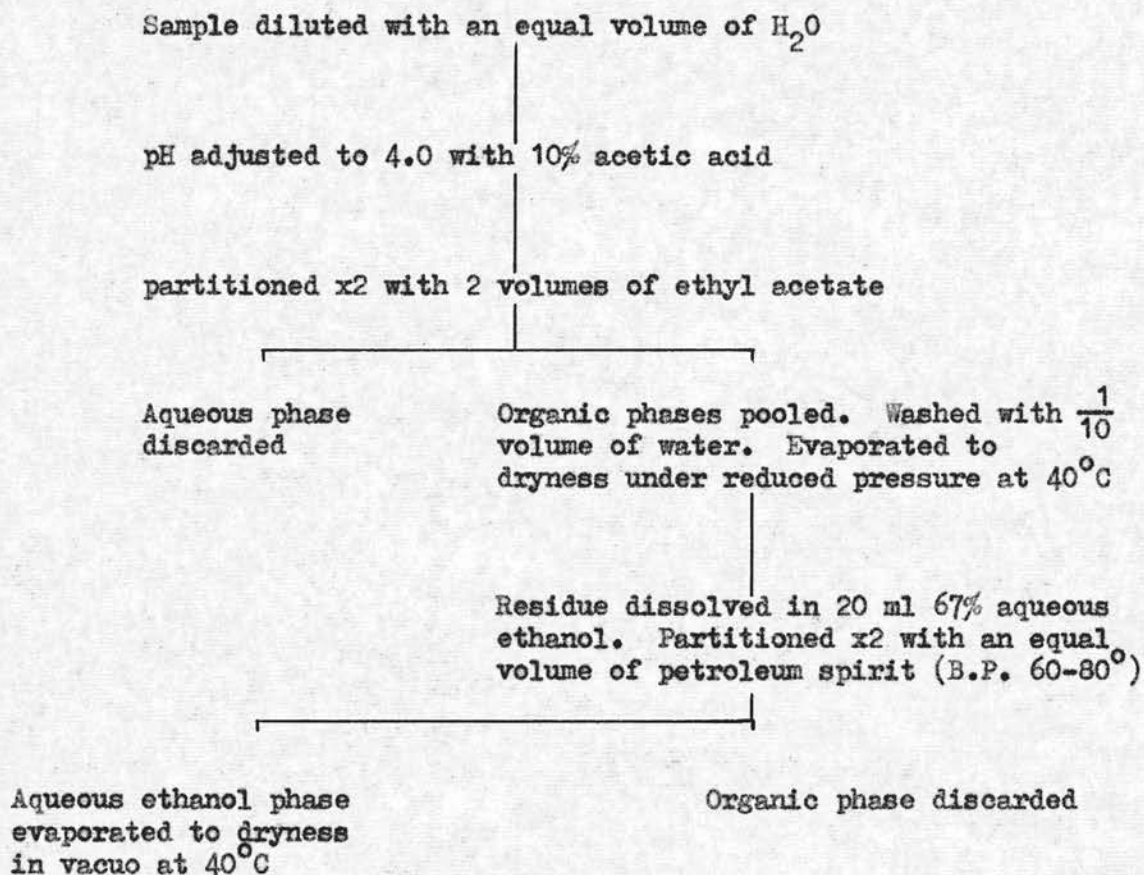 Sample diluted with an equal volume of H₂O
pH adjusted to 4.0 with 10% acetic acid
partitioned x2 with 2 volumes of ethyl acetate
Aqueous phase
discarded
Organic phases pooled. Washed with 1/10
volume of water. Evaporated to
dryness under reduced pressure at 40°C
Residue dissolved in 20 ml 67% aqueous
ethanol. Partitioned x2 with an equal
volume of petroleum spirit (B.P. 60-80°)
Aqueous ethanol phase
evaporated to dryness
in vacuo at 40°C
Organic phase discarded